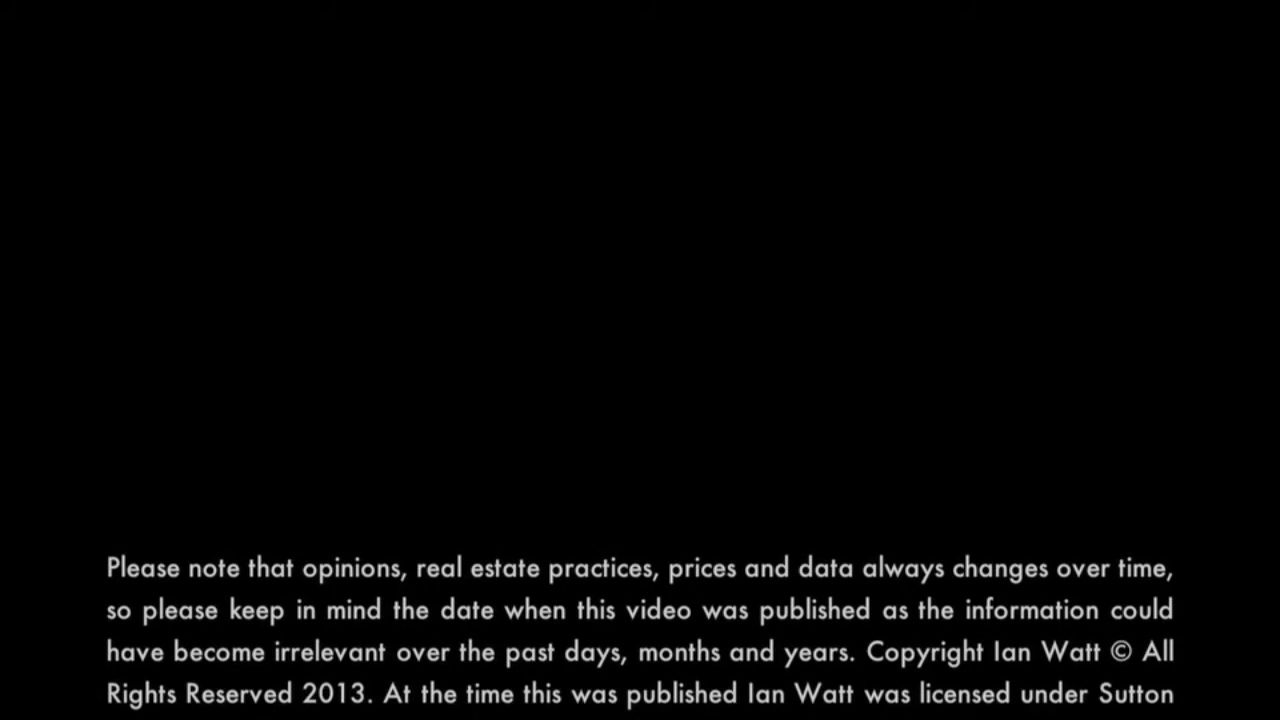 Please note that opinions, real estate practices, prices and data always changes over time,
so please keep in mind the date when this video was published as the information could
have become irrelevant over the past days, months and years. Copyright Ian Watt © All
Rights Reserved 2013. At the time this was published Ian Watt was licensed under Sutton